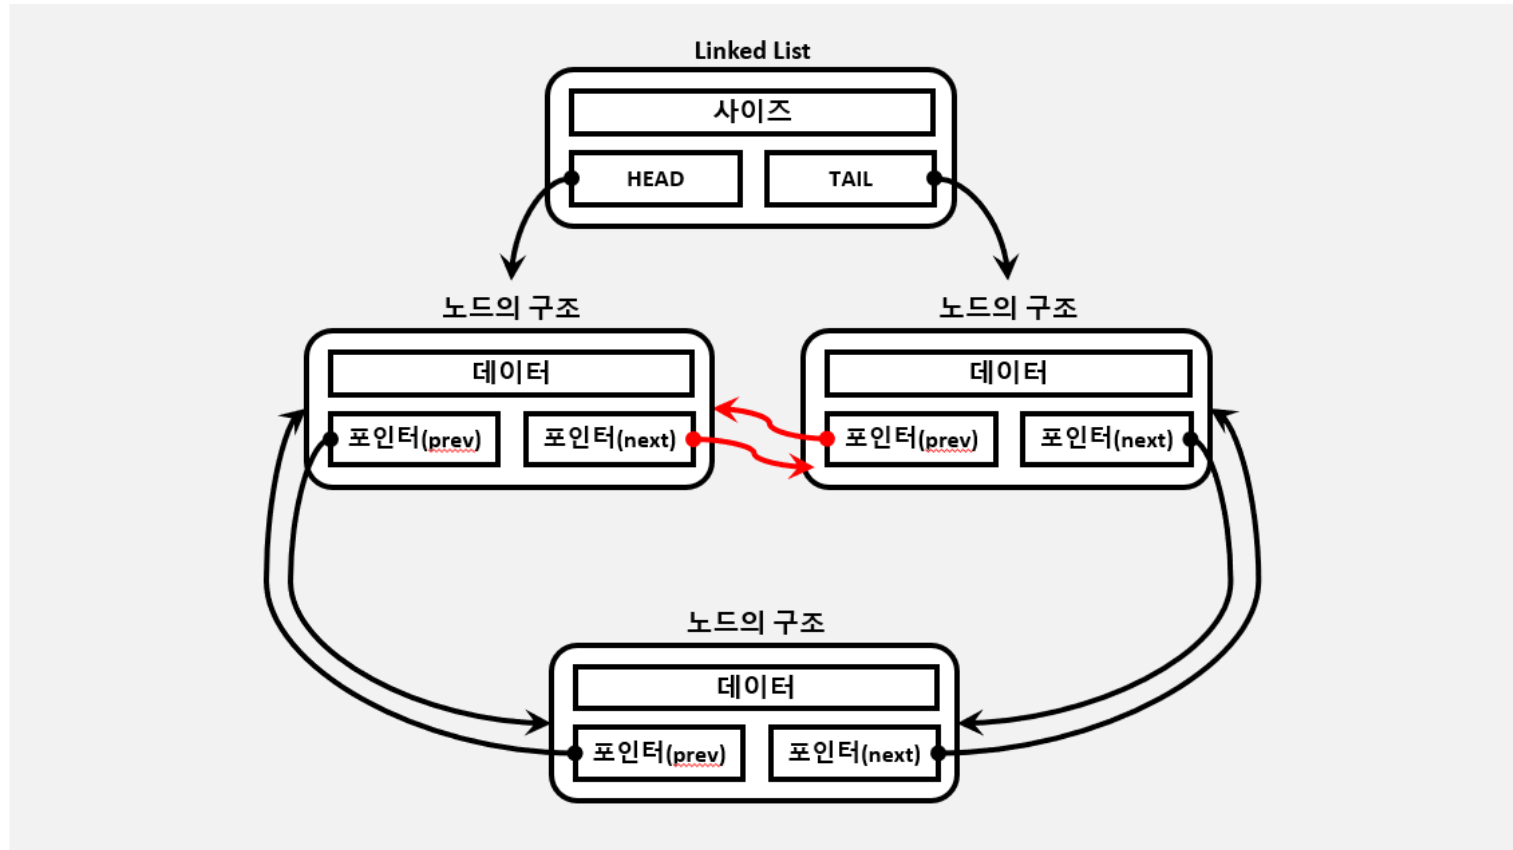 Linked List
사이즈
HEAD
TAIL
노드의 구조
노드의 구조
데이터
데이터
포인터(prev)
포인터(next)
포인터(prev)
포인터(next)
노드의 구조
데이터
포인터(prev)
포인터(next)